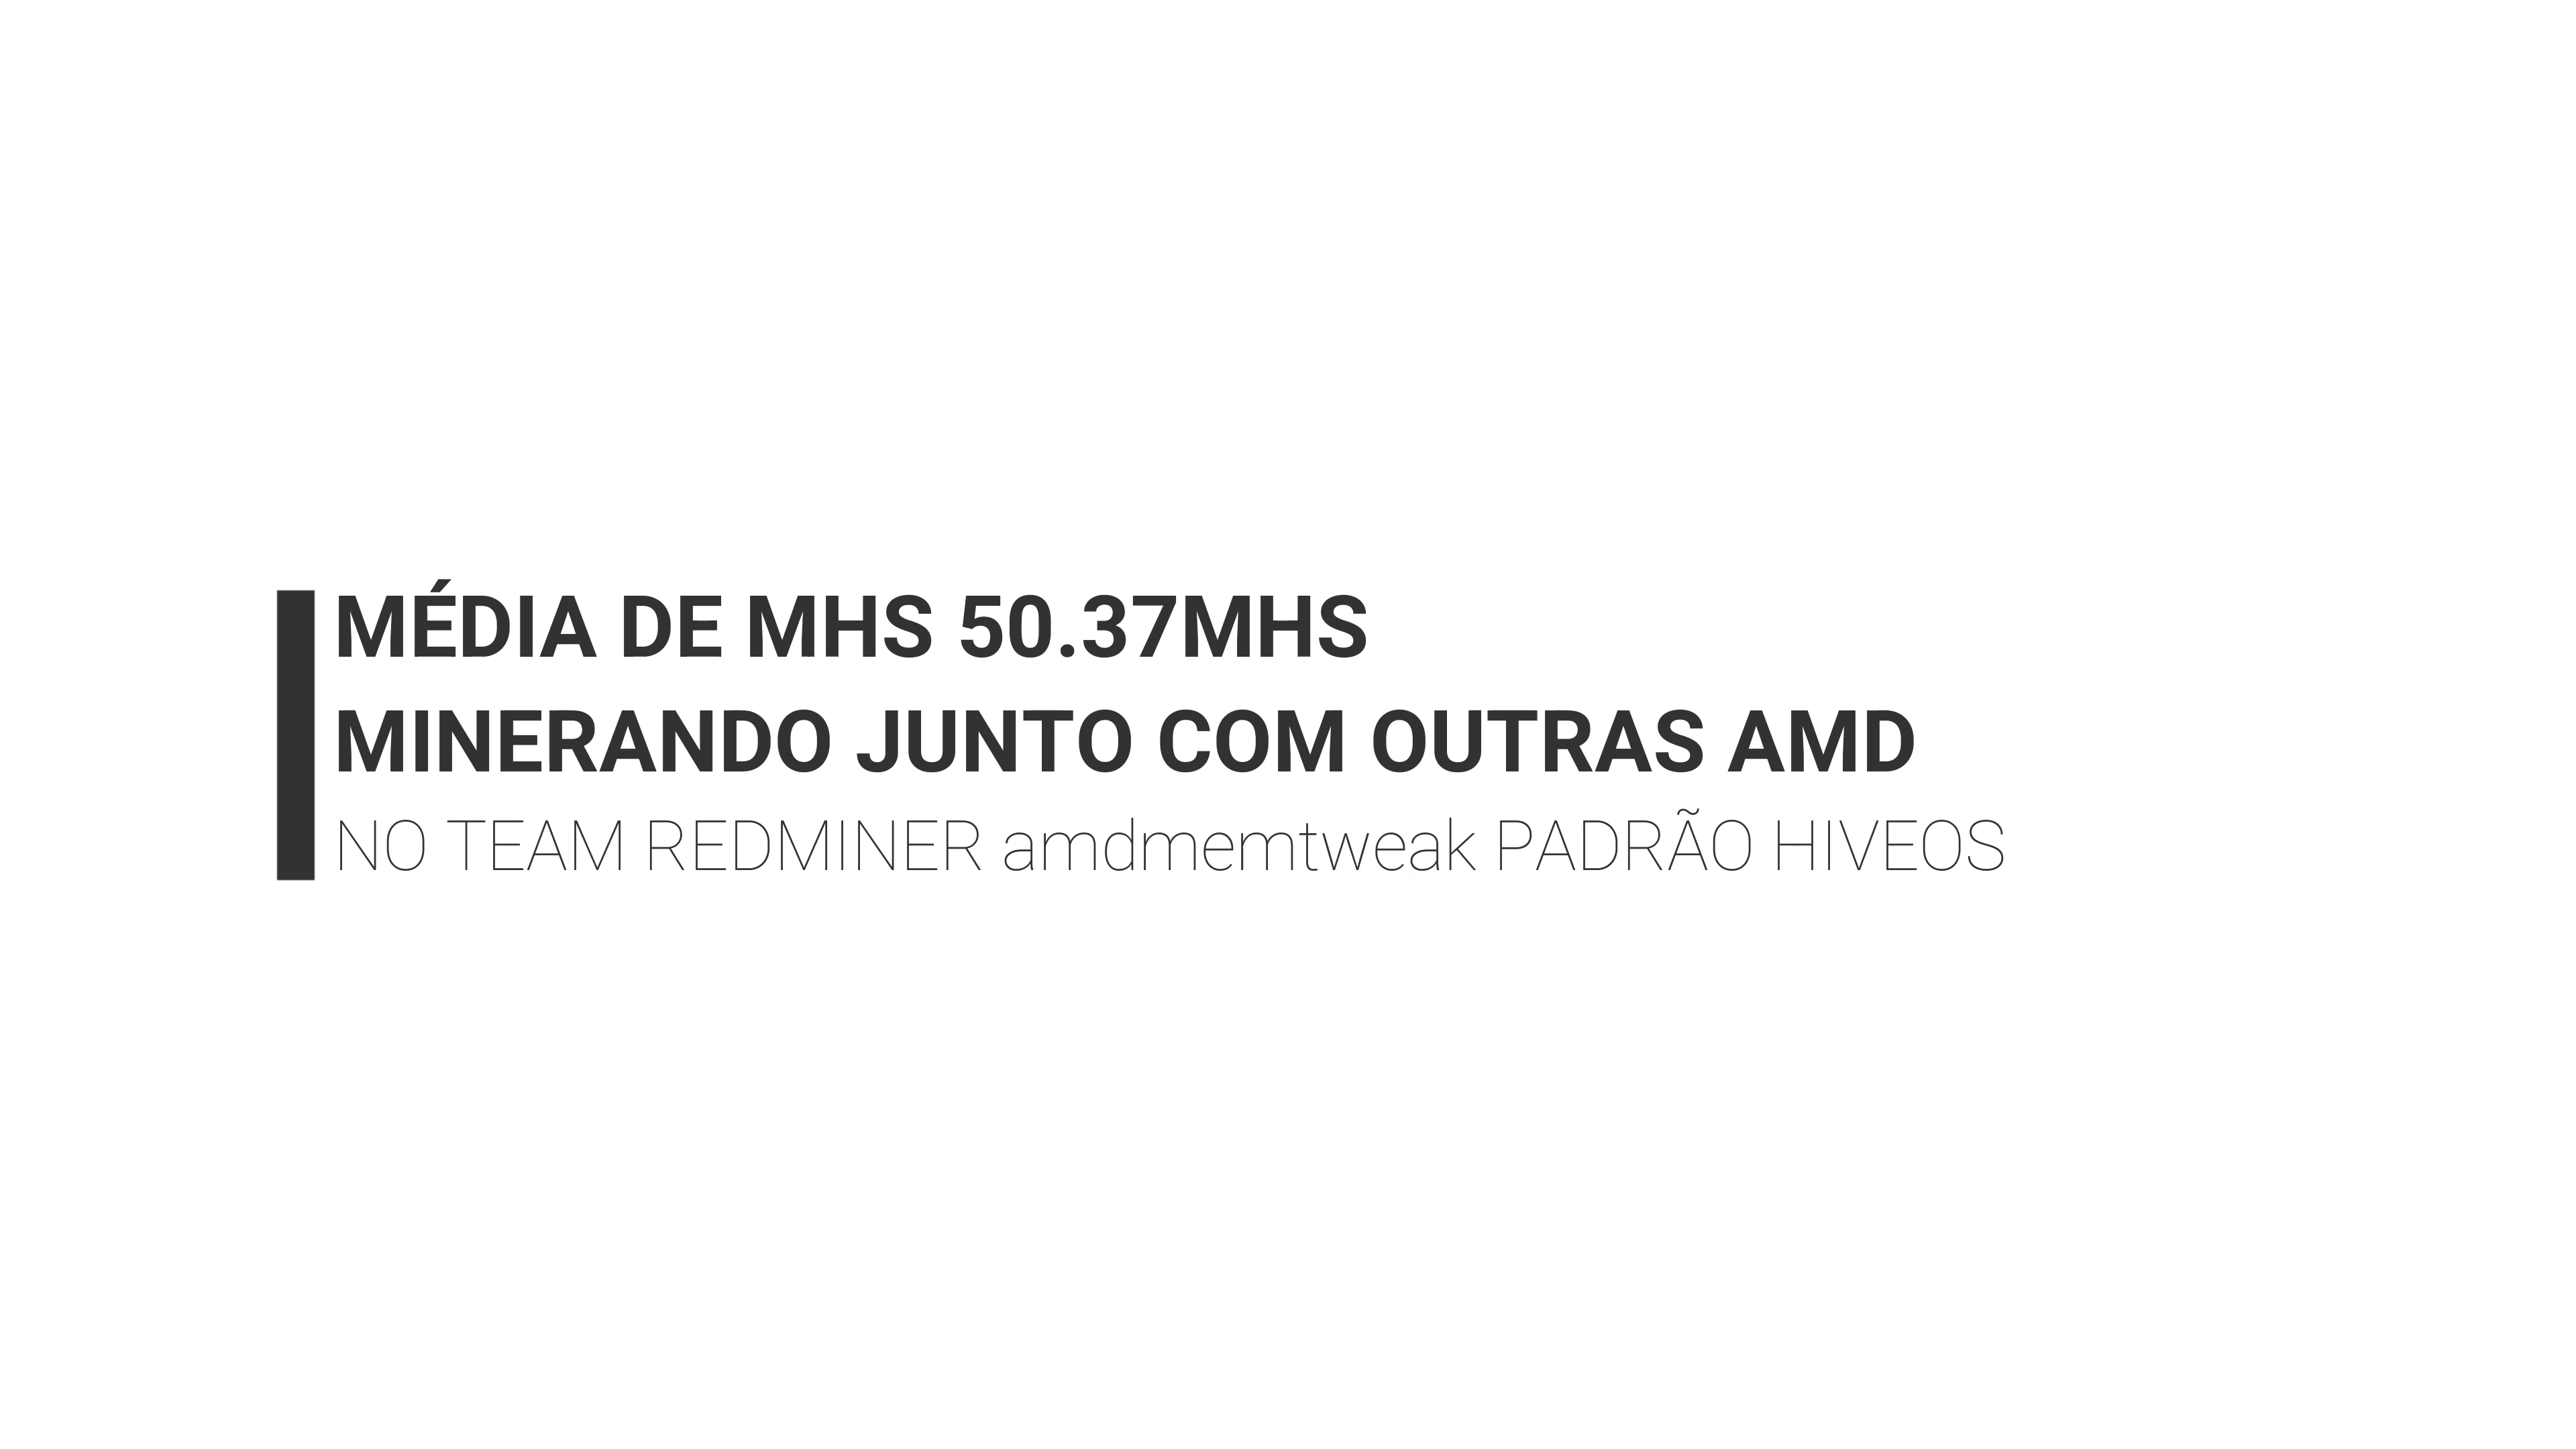 MÉDIA DE MHS 50.37MHS
MINERANDO JUNTO COM OUTRAS AMD
NO TEAM REDMINER amdmemtweak PADRÃO HIVEOS